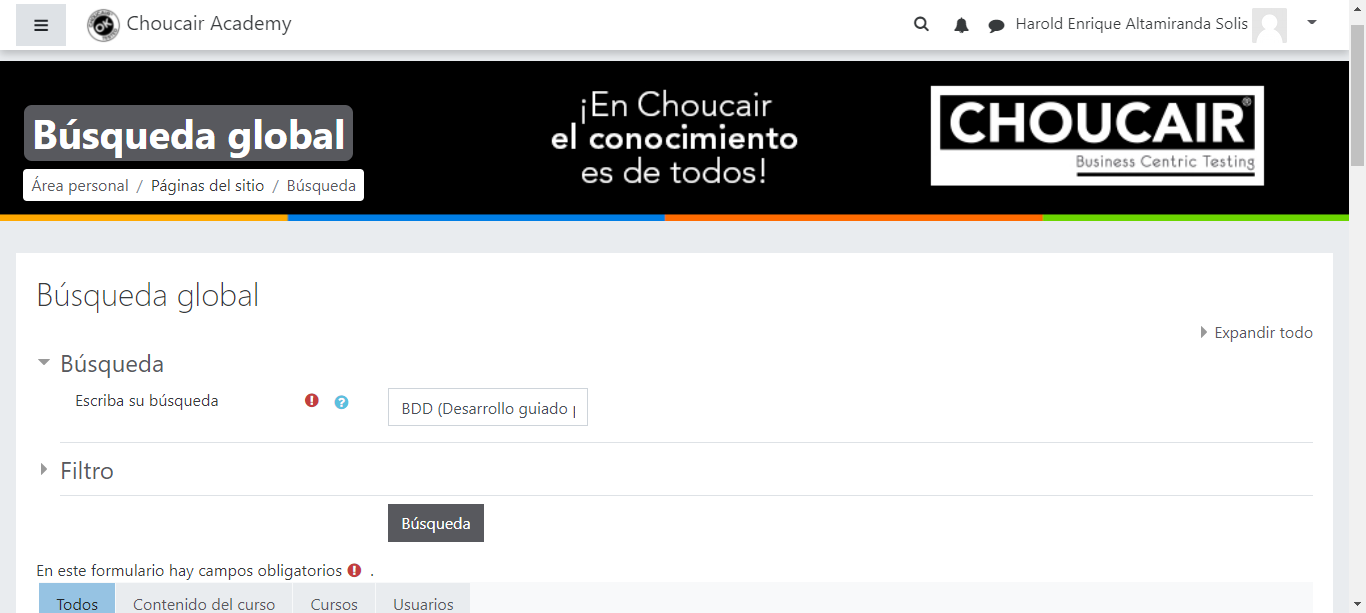 Choucair Academy
Harold Enrique Altamiranda Solis
Búsqueda global
Área personal / Páginas del sitio / Búsqueda
¡En Choucair
el conocimiento
es de todos!
CHOUCAIR®
Business Centric Testing
Búsqueda global
Expandir todo
Búsqueda
Escriba su búsqueda
BDD (Desarrollo guiado
Filtro
Búsqueda
En este formulario hay campos obligatorios .
Todos Contenido del curso Cursos Usuarios